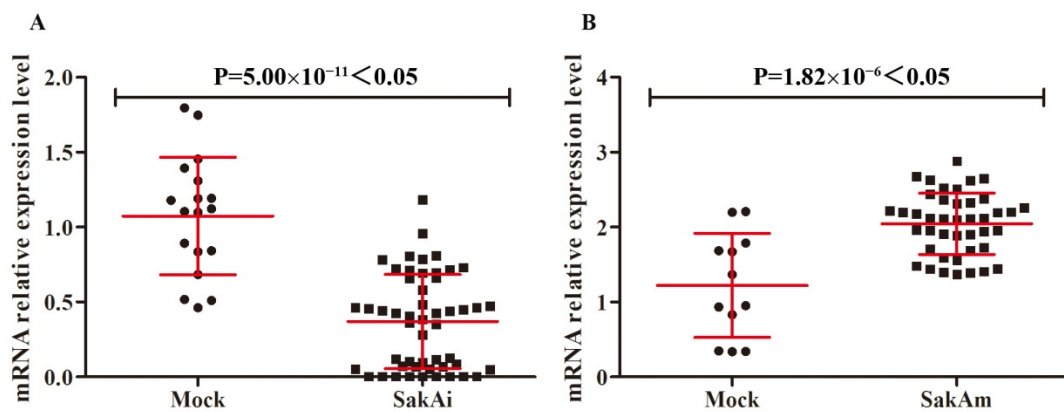 A
B
mRNA relative expression level
P=5.00×10⁻¹¹<0.05
2.0
1.5
1.0
0.5
0.0
Mock
SakAi
mRNA relative expression level
P=1.82×10⁻⁶<0.05
4
3
2
1
0
Mock
SakAm